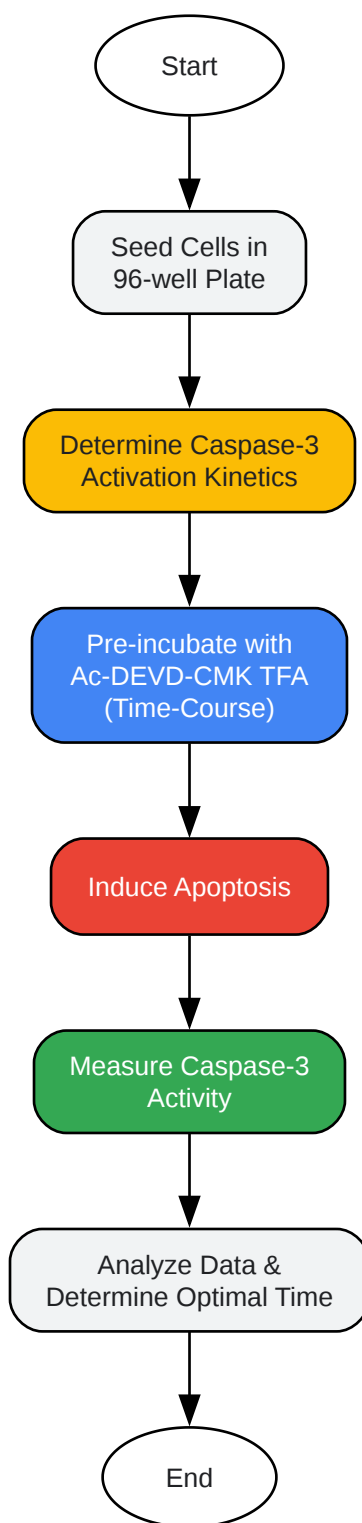 Start
Seed Cells in
96-well Plate
Determine Caspase-3
Activation Kinetics
Pre-incubate with
Ac-DEVD-CMK TFA
(Time-Course)
Induce Apoptosis
Measure Caspase-3
Activity
Analyze Data &
Determine Optimal Time
End